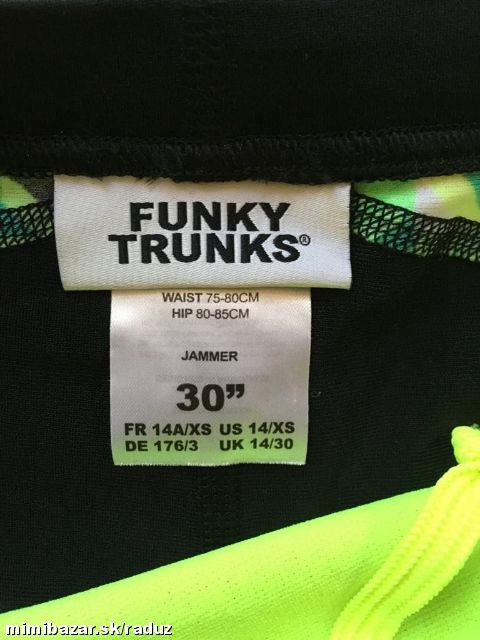 FUNKY
TRUNKS®
WAIST 75-80CM
HIP 80-85CM
JAMMER
30”
FR 14A/XS US 14/XS
DE 176/3 UK 14/30
mimibazar.sk/raduz